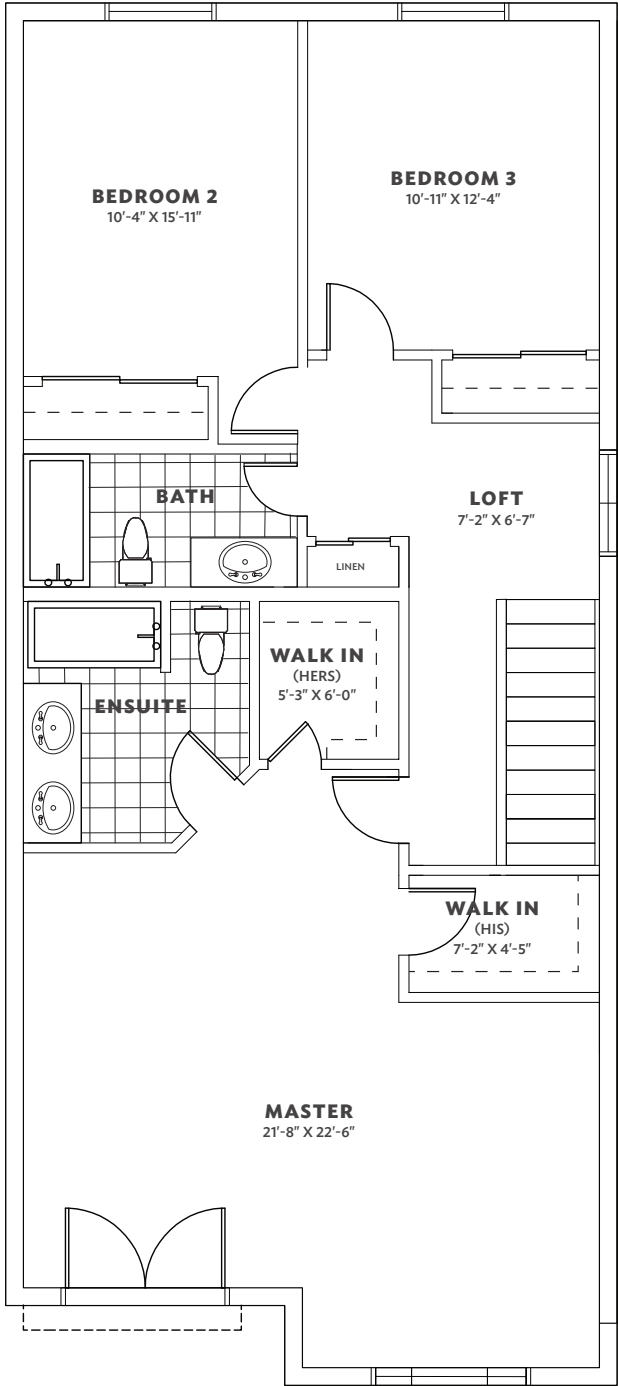 BEDROOM 2
10'-4" X 15'-11"
BEDROOM 3
10'-11" X 12'-4"
BATH
LOFT
7'-2" X 6'-7"
LINEN
WALK IN
(HERS)
5'-3" X 6'-0"
ENSUITE
WALK IN
(HIS)
7'-2" X 4'-5"
MASTER
21'-8" X 22'-6"